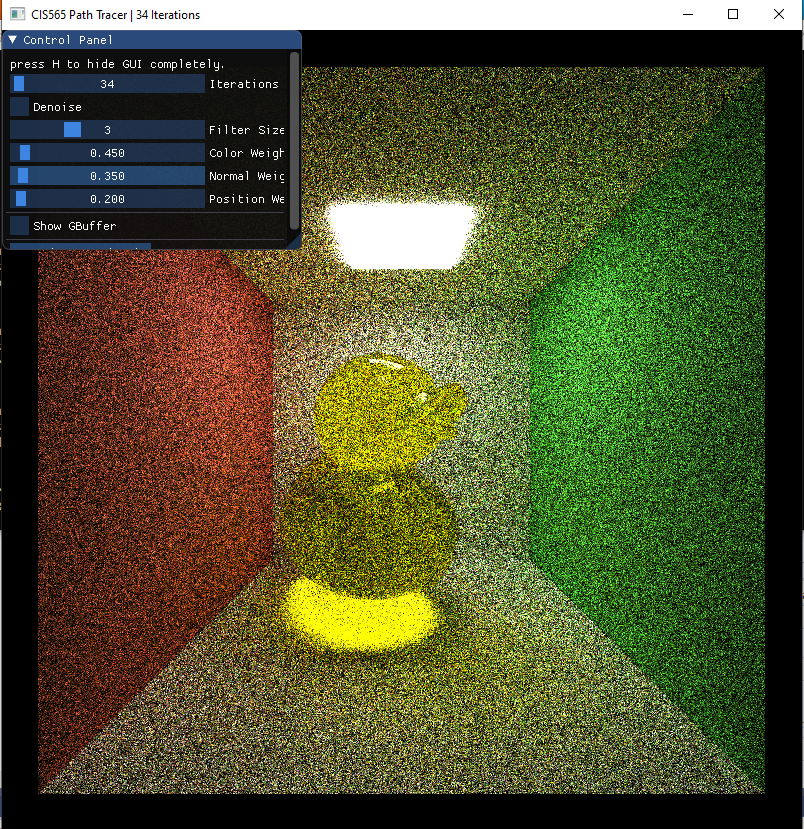 CIS565 Path Tracer | 34 Iterations
Control Panel
press H to hide GUI completely.
34 Iterations
Denoise
3 Filter Size
0.450 Color Weigh
0.350 Normal Weig
0.200 Position We
Show GBuffer